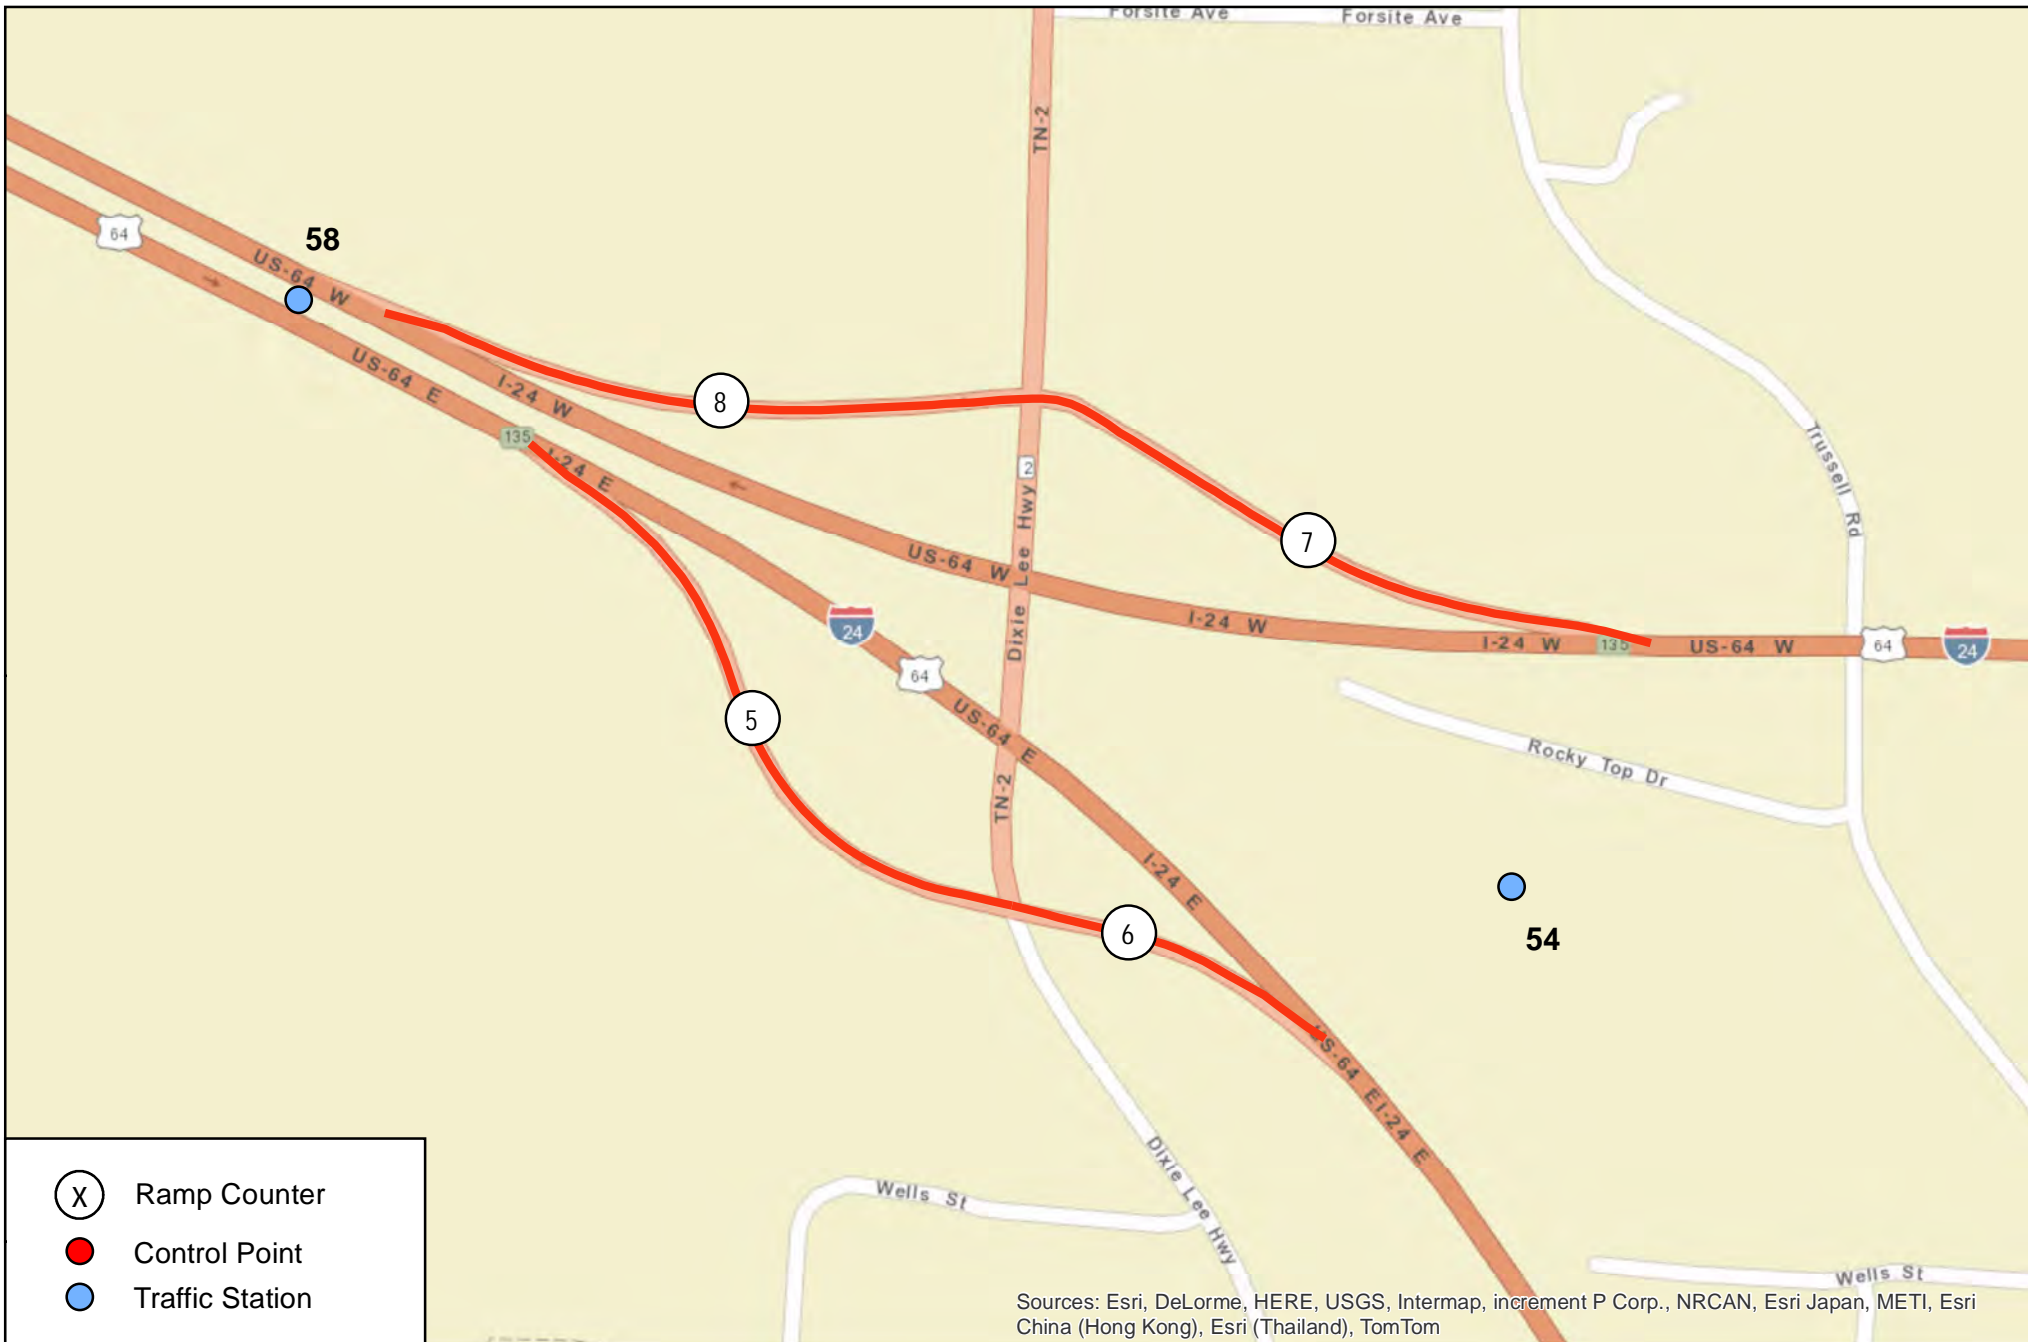 Forsite Ave
Forsite Ave
TN-2
58
64
US-64 W
US-64 E
I-24 W
8
135
I-24 E
2
Dixie Lee Hwy
Trussell Rd
7
US-64 W
I-24 W
I-24 W
135
US-64 W
64
24
24
64
5
US-64 E
TN-2
Rocky Top Dr
I-24 E
6
54
US-64 E
I-24 E
Dixie Lee Hwy
Wells St
Wells St
X Ramp Counter
Control Point
Traffic Station
Sources: Esri, DeLorme, HERE, USGS, Intermap, increment P Corp., NRCAN, Esri Japan, METI, Esri
China (Hong Kong), Esri (Thailand), TomTom